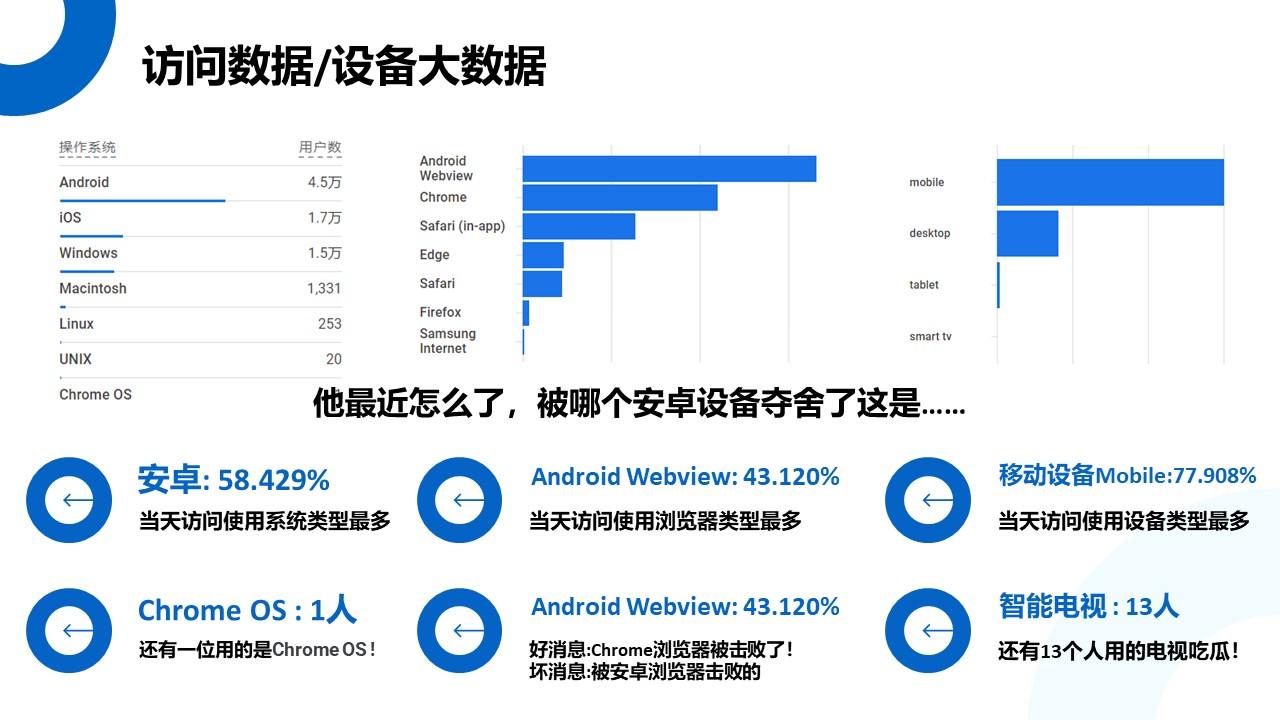 访问数据/设备大数据
操作系统 用户数
Android 4.5万
iOS 1.7万
Windows 1.5万
Macintosh 1,331
Linux 253
UNIX 20
Chrome OS
Android
Webview
Chrome
Safari (in-app)
Edge
Safari
Firefox
Samsung
Internet
mobile
desktop
tablet
smart tv
他最近怎么了，被哪个安卓设备夺舍了这是……
安卓: 58.429%
当天访问使用系统类型最多
Android Webview: 43.120%
当天访问使用浏览器类型最多
移动设备Mobile:77.908%
当天访问使用设备类型最多
Chrome OS : 1人
还有一位用的是Chrome OS！
Android Webview: 43.120%
好消息:Chrome浏览器被击败了！
坏消息:被安卓浏览器击败的
智能电视 : 13人
还有13个人用的电视吃瓜！